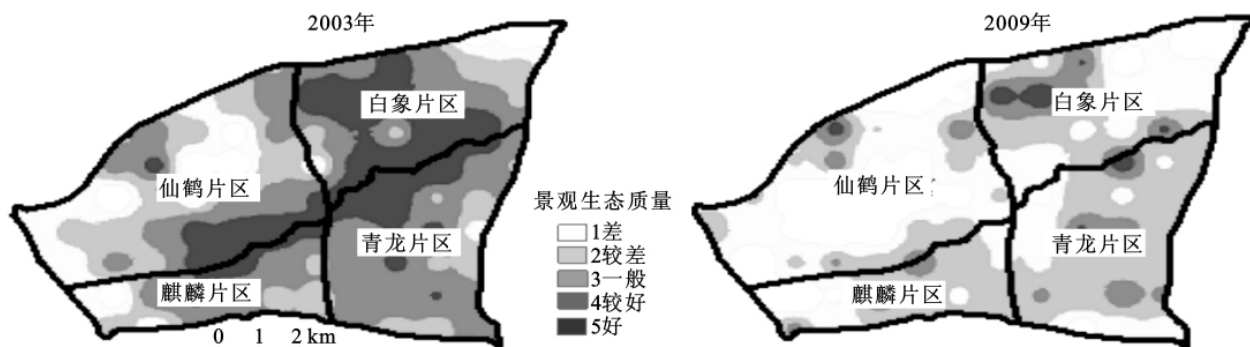 2003年
2009年
白象片区
仙鹤片区
青龙片区
麒麟片区
0 1 2 km
景观生态质量
1差
2较差
3一般
4较好
5好
白象片区
仙鹤片区
青龙片区
麒麟片区